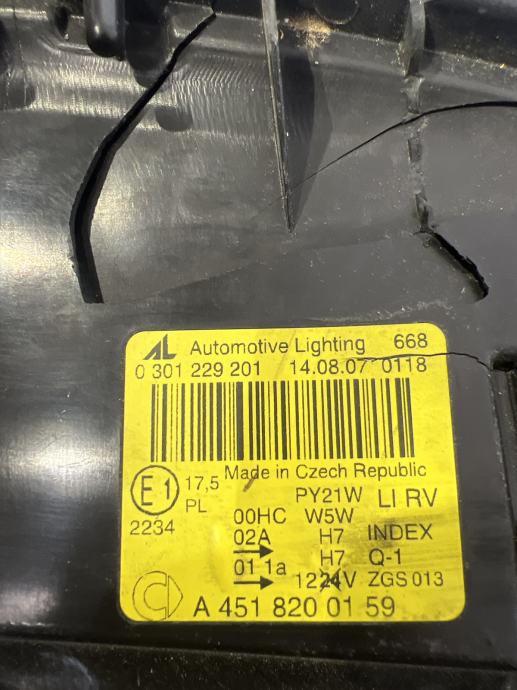 AL Automotive Lighting 668
0 301 229 201 14.08.07 0118
Made in Czech Republic
E1 17,5 PY21W LI RV
PL 00HC W5W
2234 02A H7 INDEX
→ H7 Q-1
01 1a 1224V ZGS 013
→
A 451 820 01 59